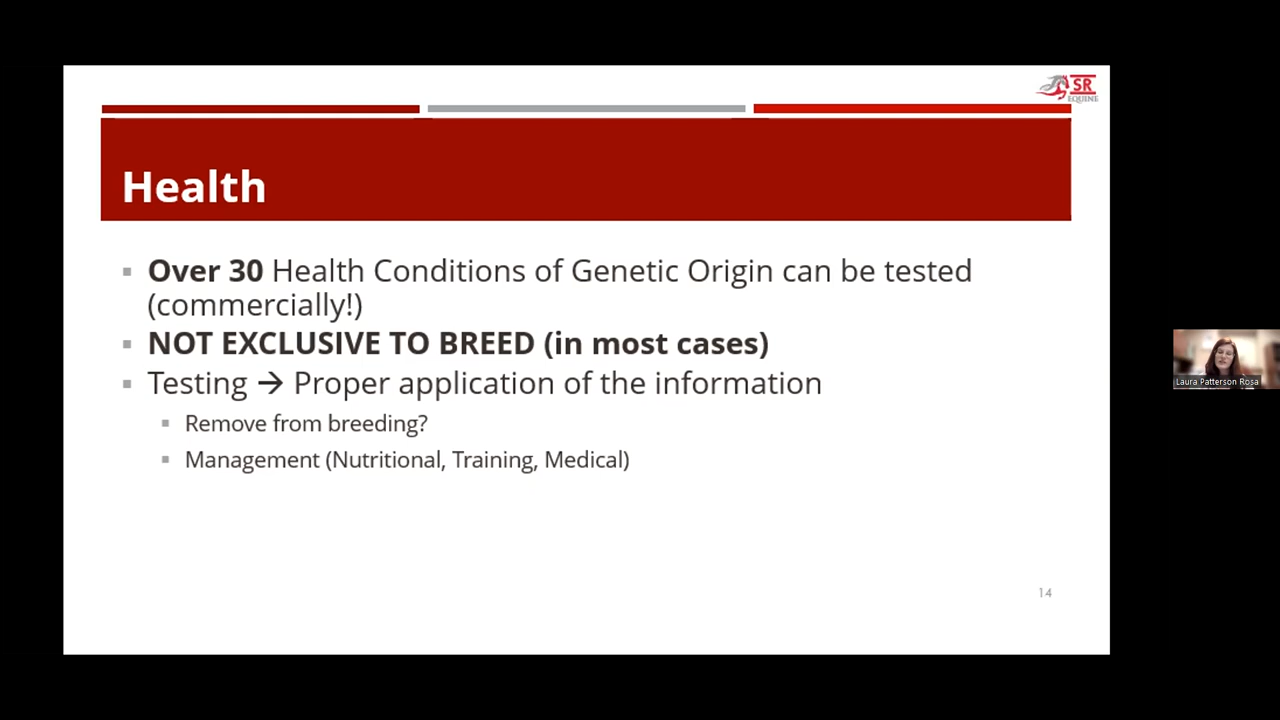 SR
EQUINE
Health
Over 30 Health Conditions of Genetic Origin can be tested
(commercially!)
NOT EXCLUSIVE TO BREED (in most cases)
Testing → Proper application of the information
Remove from breeding?
Management (Nutritional, Training, Medical)
14
Laura Patterson Rosa